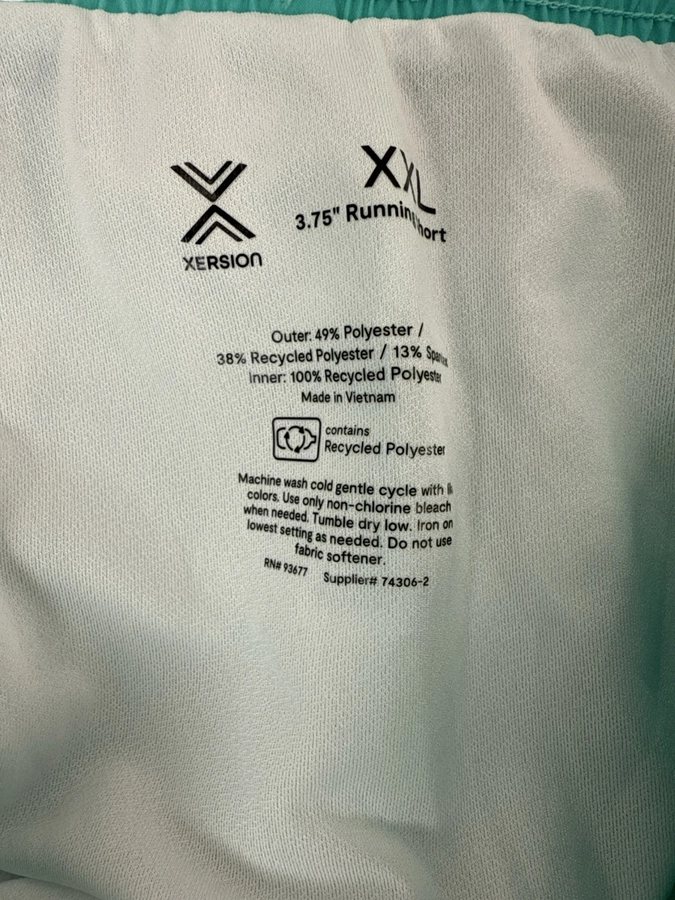 XXL
3.75" Running Short
XERSION
Outer: 49% Polyester /
38% Recycled Polyester / 13%
Inner: 100% Recycled Polyester
Made in Vietnam
contains
Recycled Polyester
Machine wash cold gentle cycle with
colors. Use only non-chlorine bleach
when needed. Tumble dry low. Iron on
lowest setting as needed. Do not use
fabric softener.
RN# 93677 Supplier# 74306-2